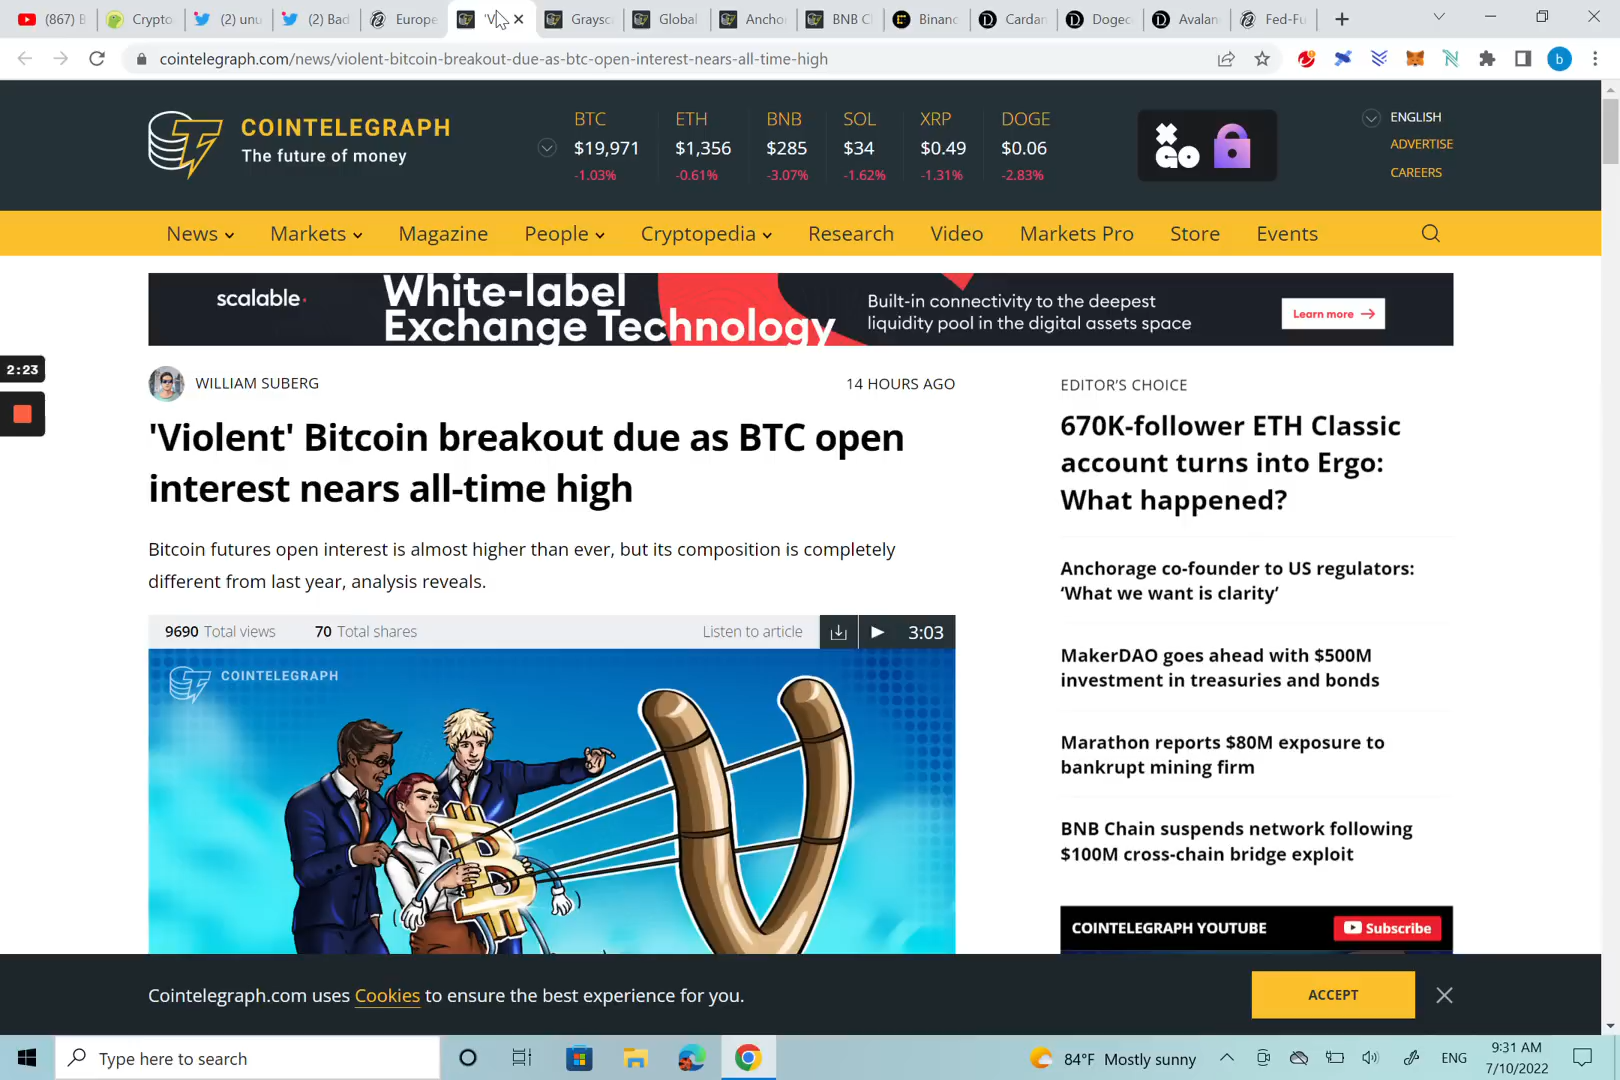 (867) B
Crypto
(2) unu
(2) Bad
Europe
'V
Graysc
Global
Ancho
BNB C
Binanc
Cardan
Dogec
Avalan
Fed-Fu
cointelegraph.com/news/violent-bitcoin-breakout-due-as-btc-open-interest-nears-all-time-high
b
COINTELEGRAPH
The future of money
BTC ETH BNB SOL XRP DOGE
$19,971 $1,356 $285 $34 $0.49 $0.06
-1.03% -0.61% -3.07% -1.62% -1.31% -2.83%
GO
ENGLISH
ADVERTISE
CAREERS
News Markets Magazine People Cryptopedia Research Video Markets Pro Store Events
scalable
White-label
Exchange Technology
Built-in connectivity to the deepest
liquidity pool in the digital assets space
Learn more
2:23
WILLIAM SUBERG
14 HOURS AGO
'Violent' Bitcoin breakout due as BTC open
interest nears all-time high
Bitcoin futures open interest is almost higher than ever, but its composition is completely
different from last year, analysis reveals.
9690 Total views 70 Total shares Listen to article 3:03
COINTELEGRAPH
EDITOR'S CHOICE
670K-follower ETH Classic
account turns into Ergo:
What happened?
Anchorage co-founder to US regulators:
‘What we want is clarity’
MakerDAO goes ahead with $500M
investment in treasuries and bonds
Marathon reports $80M exposure to
bankrupt mining firm
BNB Chain suspends network following
$100M cross-chain bridge exploit
COINTELEGRAPH YOUTUBE Subscribe
Cointelegraph.com uses Cookies to ensure the best experience for you.
ACCEPT
Type here to search
84°F Mostly sunny
ENG
9:31 AM
7/10/2022